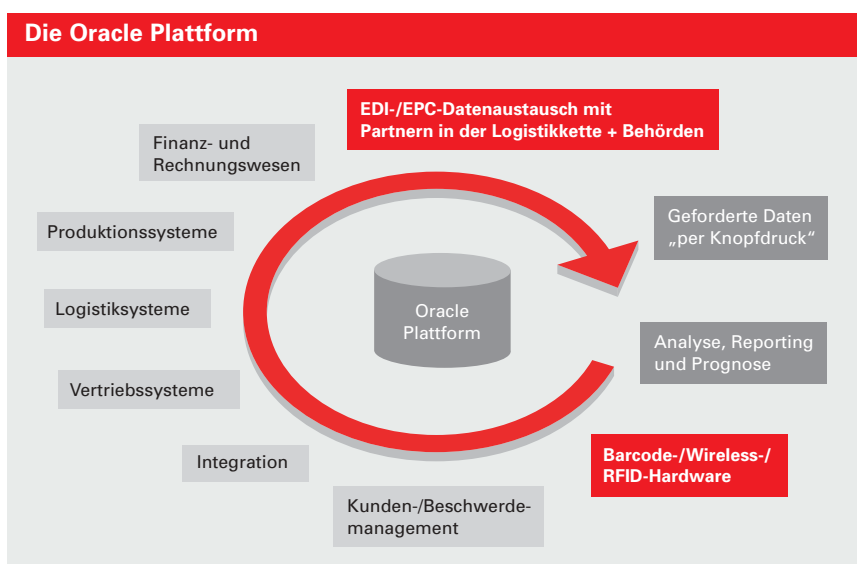 Die Oracle Plattform
EDI-/EPC-Datenaustausch mit
Partnern in der Logistikkette + Behörden
Finanz- und
Rechnungswesen
Geforderte Daten
„per Knopfdruck“
Produktionssysteme
Logistiksysteme
Oracle
Plattform
Analyse, Reporting
und Prognose
Vertriebssysteme
Integration
Barcode-/Wireless-/
RFID-Hardware
Kunden-/Beschwerde-
management